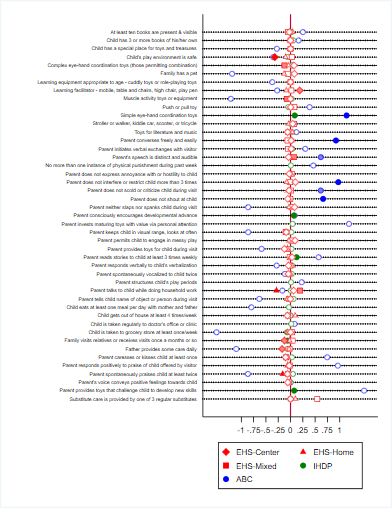 At least ten books are present & visible
Child has 3 or more books of his/her own
Child has a special place for toys and treasures
Child's play environment is safe
Complex eye-hand coordination toys (those permitting combination)
Family has a pet
Learning equipment appropriate to age - cuddly toys or role-playing toys
Learning facilitator - mobile, table and chairs, high chair, play pen
Muscle activity toys or equipment
Push or pull toy
Simple eye-hand coordination toys
Stroller or walker, kiddie car, scooter, or tricycle
Toys for literature and music
Parent converses freely and easily
Parent initiates verbal exchanges with visitor
Parent's speech is distinct and audible
No more than one instance of physical punishment during past week
Parent does not express annoyance with or hostility to child
Parent does not interfere or restrict child more than 3 times
Parent does not scold or criticize child during visit
Parent does not shout at child
Parent neither slaps nor spanks child during visit
Parent consciously encourages developmental advance
Parent invests maturing toys with value via personal attention
Parent keeps child in visual range, looks at often
Parent permits child to engage in messy play
Parent provides toys for child during visit
Parent reads stories to child at least 3 times weekly
Parent responds verbally to child's verbalization
Parent spontaneously vocalized to child twice
Parent structures child's play periods
Parent talks to child while doing household work
Parent tells child name of object or person during visit
Child eats at least one meal per day with mother and father
Child gets out of house at least 4 times/week
Child is taken regularly to doctor's office or clinic
Child is taken to grocery store at least once/week
Family visits relatives or receives visits once a months or so
Father provides some care daily
Parent caresses or kisses child at least once
Parent responds positively to praise of child offered by visitor
Parent spontaneously praises child at least twice
Parent's voice conveys positive feelings towards child
Parent provides toys that challenge child to develop new skills
Substitute care is provided by one of 3 regular substitutes
-1 -.75 -.5 -.25 0 .25 .5 .75 1
EHS-Center EHS-Home
EHS-Mixed IHDP
ABC